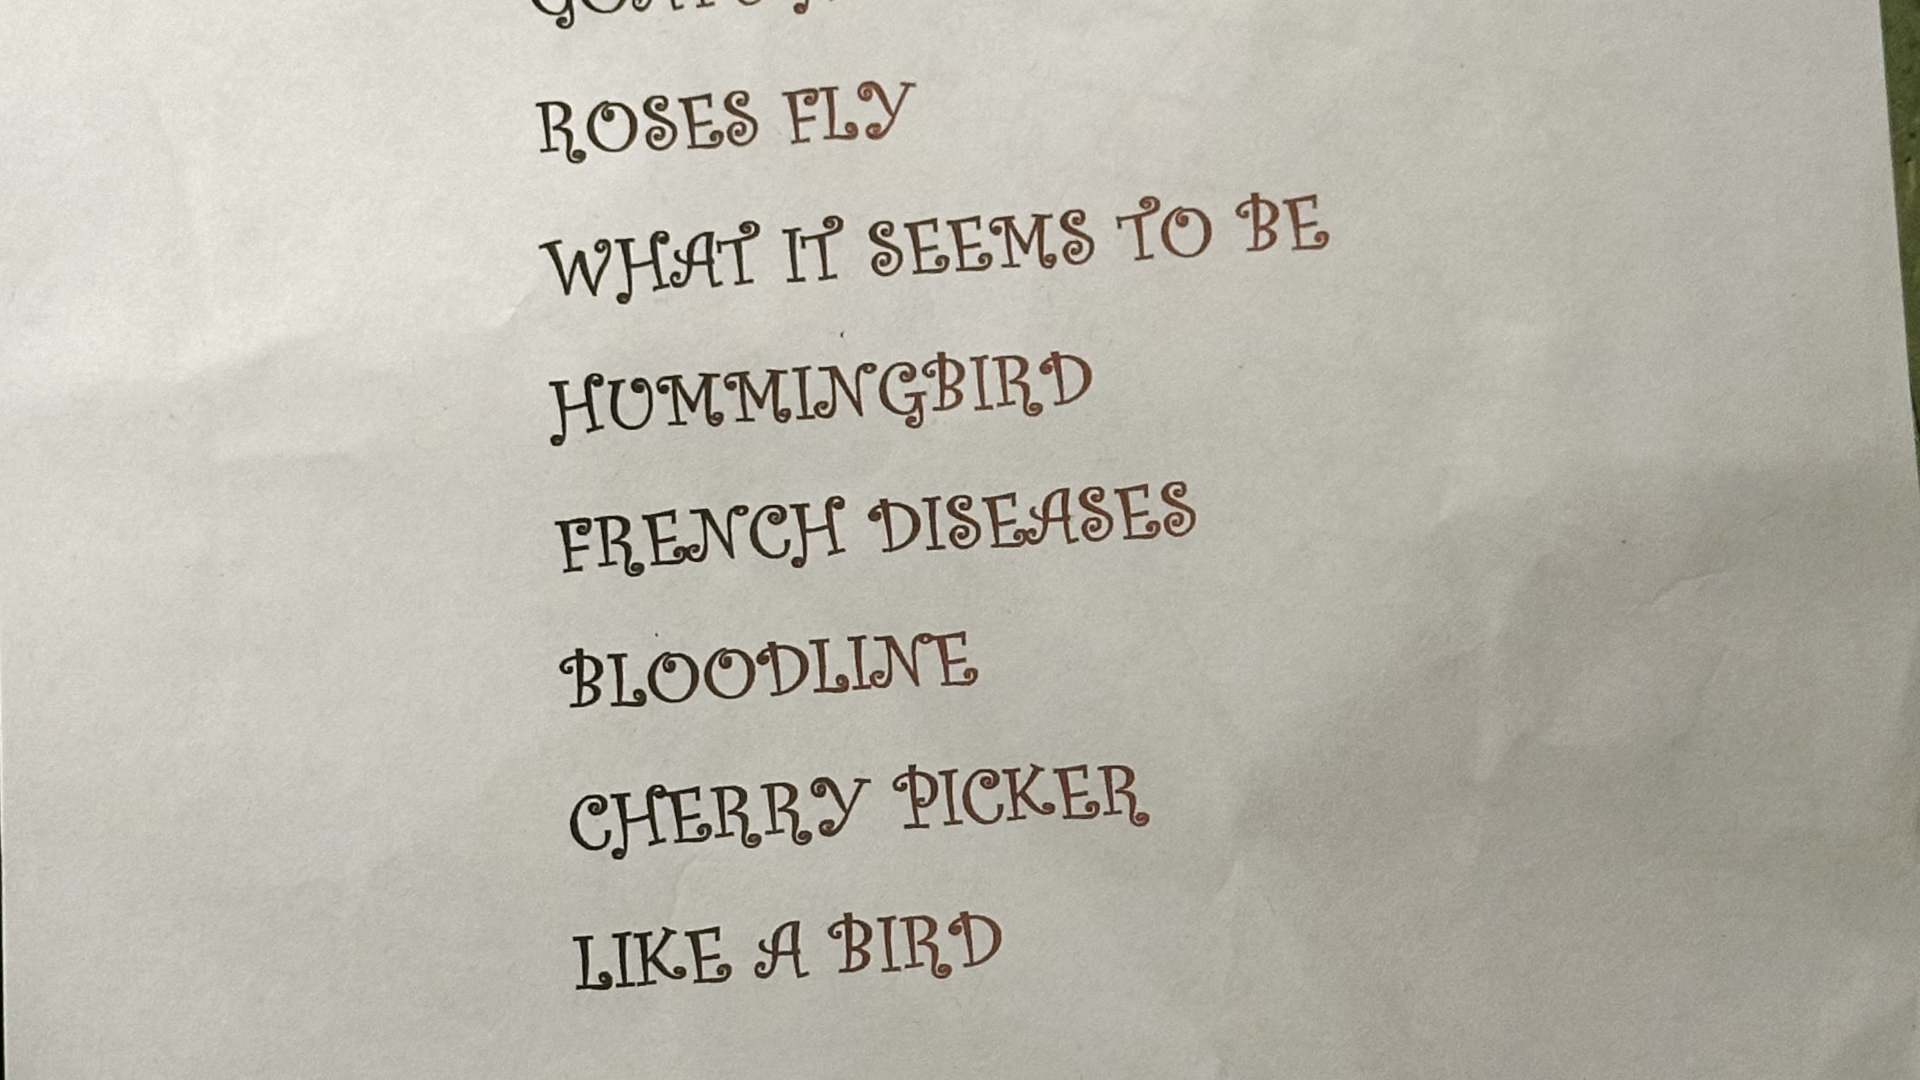 ROSES FLY
WHAT IT SEEMS TO BE
HUMMINGBIRD
FRENCH DISEASES
BLOODLINE
CHERRY PICKER
LIKE A BIRD